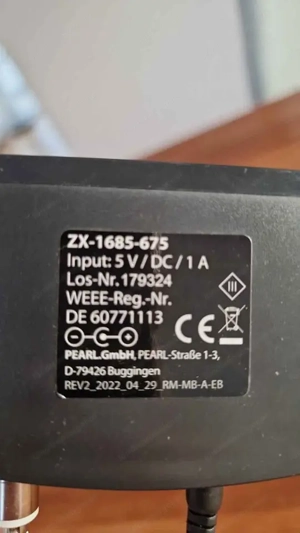 ZX-1685-675
Input: 5 V / DC / 1 A
Los-Nr. 179324
WEEE-Reg.-Nr.
DE 60771113
CE
PEARL.GmbH, PEARL-Straße 1-3,
D-79426 Buggingen
REV2_2022_04_29_RM-MB-A-EB
III